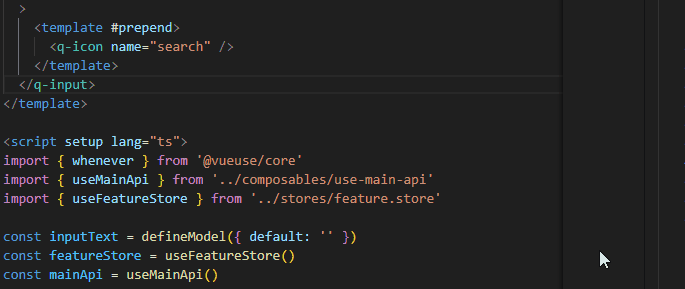 >
<template #prepend>
<q-icon name="search" />
</template>
</q-input>
</template>
<script setup lang="ts">
import { whenever } from '@vueuse/core'
import { useMainApi } from '../composables/use-main-api'
import { useFeatureStore } from '../stores/feature.store'
const inputText = defineModel({ default: '' })
const featureStore = useFeatureStore()
const mainApi = useMainApi()